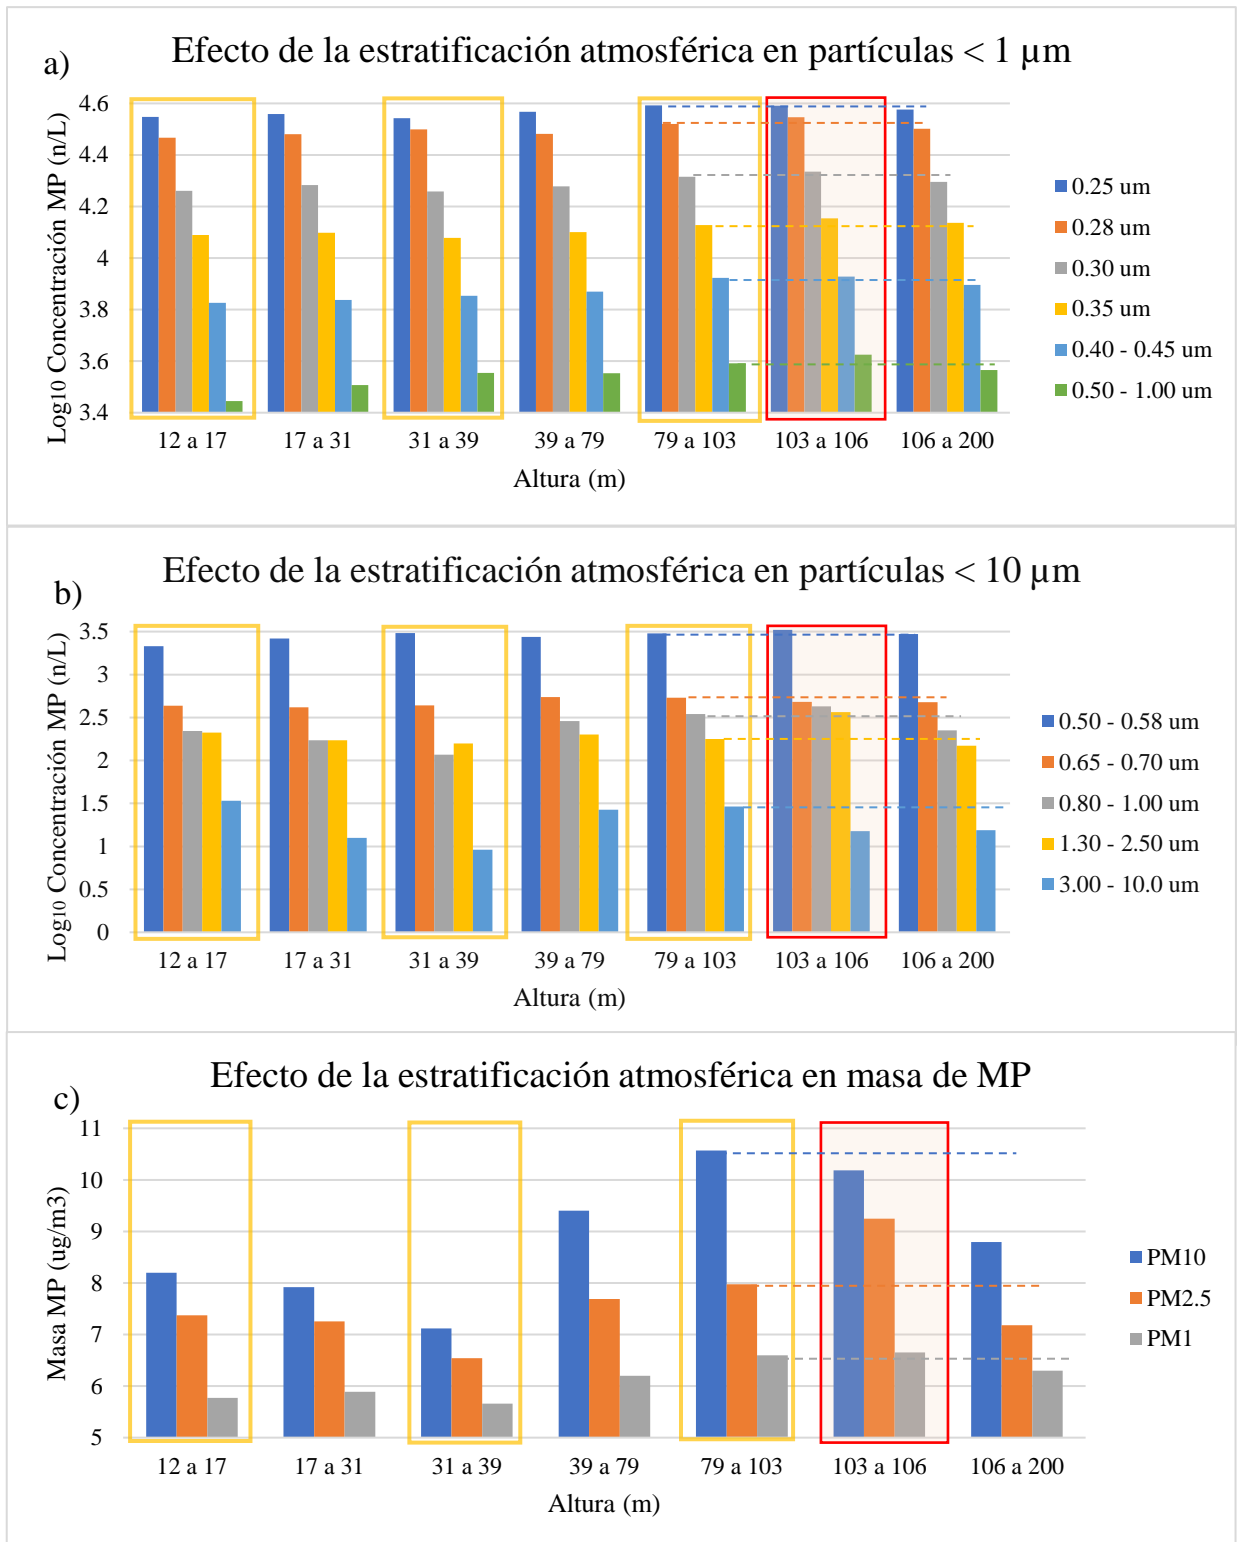 a)
Efecto de la estratificación atmosférica en partículas < 1 µm
Log10 Concentración MP (n/L)
4.6
4.4
4.2
4
3.8
3.6
3.4
12 a 17
17 a 31
31 a 39
39 a 79
79 a 103
103 a 106
106 a 200
Altura (m)
0.25 um
0.28 um
0.30 um
0.35 um
0.40 - 0.45 um
0.50 - 1.00 um
b)
Efecto de la estratificación atmosférica en partículas < 10 µm
Log10 Concentración MP (n/L)
3.5
3
2.5
2
1.5
1
0.5
0
12 a 17
17 a 31
31 a 39
39 a 79
79 a 103
103 a 106
106 a 200
Altura (m)
0.50 - 0.58 um
0.65 - 0.70 um
0.80 - 1.00 um
1.30 - 2.50 um
3.00 - 10.0 um
c)
Efecto de la estratificación atmosférica en masa de MP
Masa MP (ug/m3)
11
10
9
8
7
6
5
12 a 17
17 a 31
31 a 39
39 a 79
79 a 103
103 a 106
106 a 200
Altura (m)
PM10
PM2.5
PM1